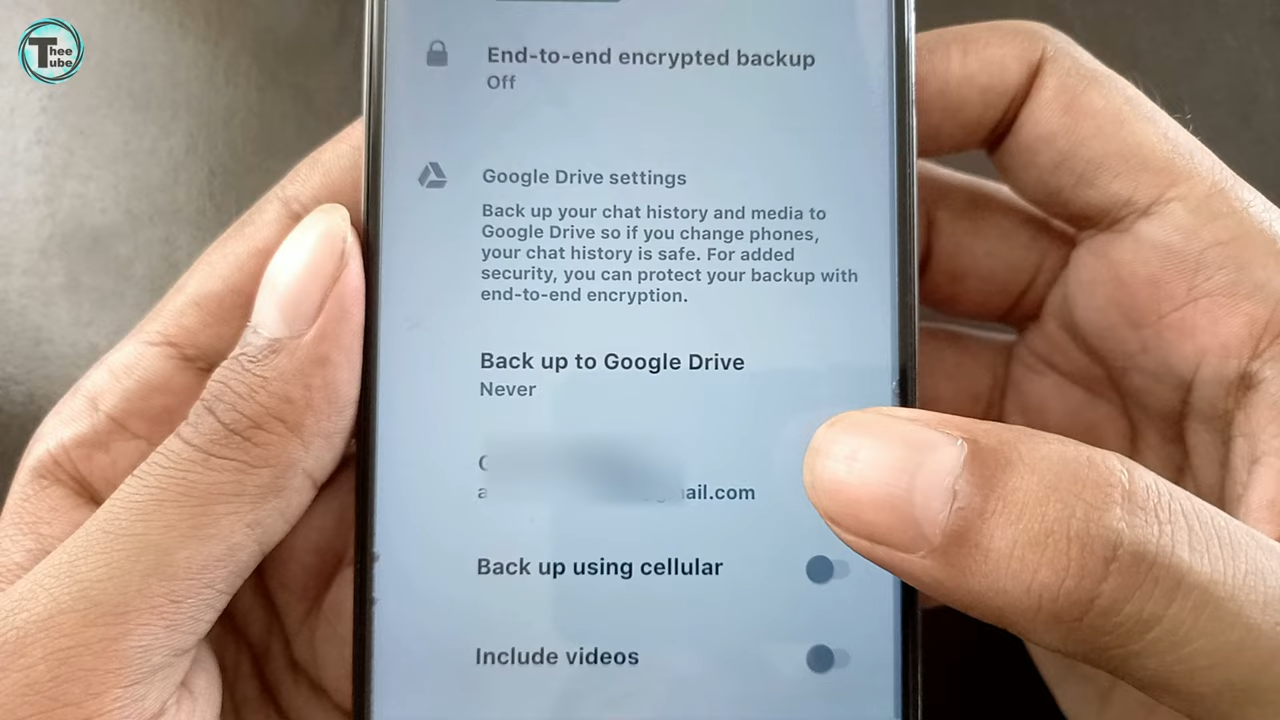 Thee
Tube
End-to-end encrypted backup
Off
Google Drive settings
Back up your chat history and media to
Google Drive so if you change phones,
your chat history is safe. For added
security, you can protect your backup with
end-to-end encryption.
Back up to Google Drive
Never
ail.com
Back up using cellular
Include videos